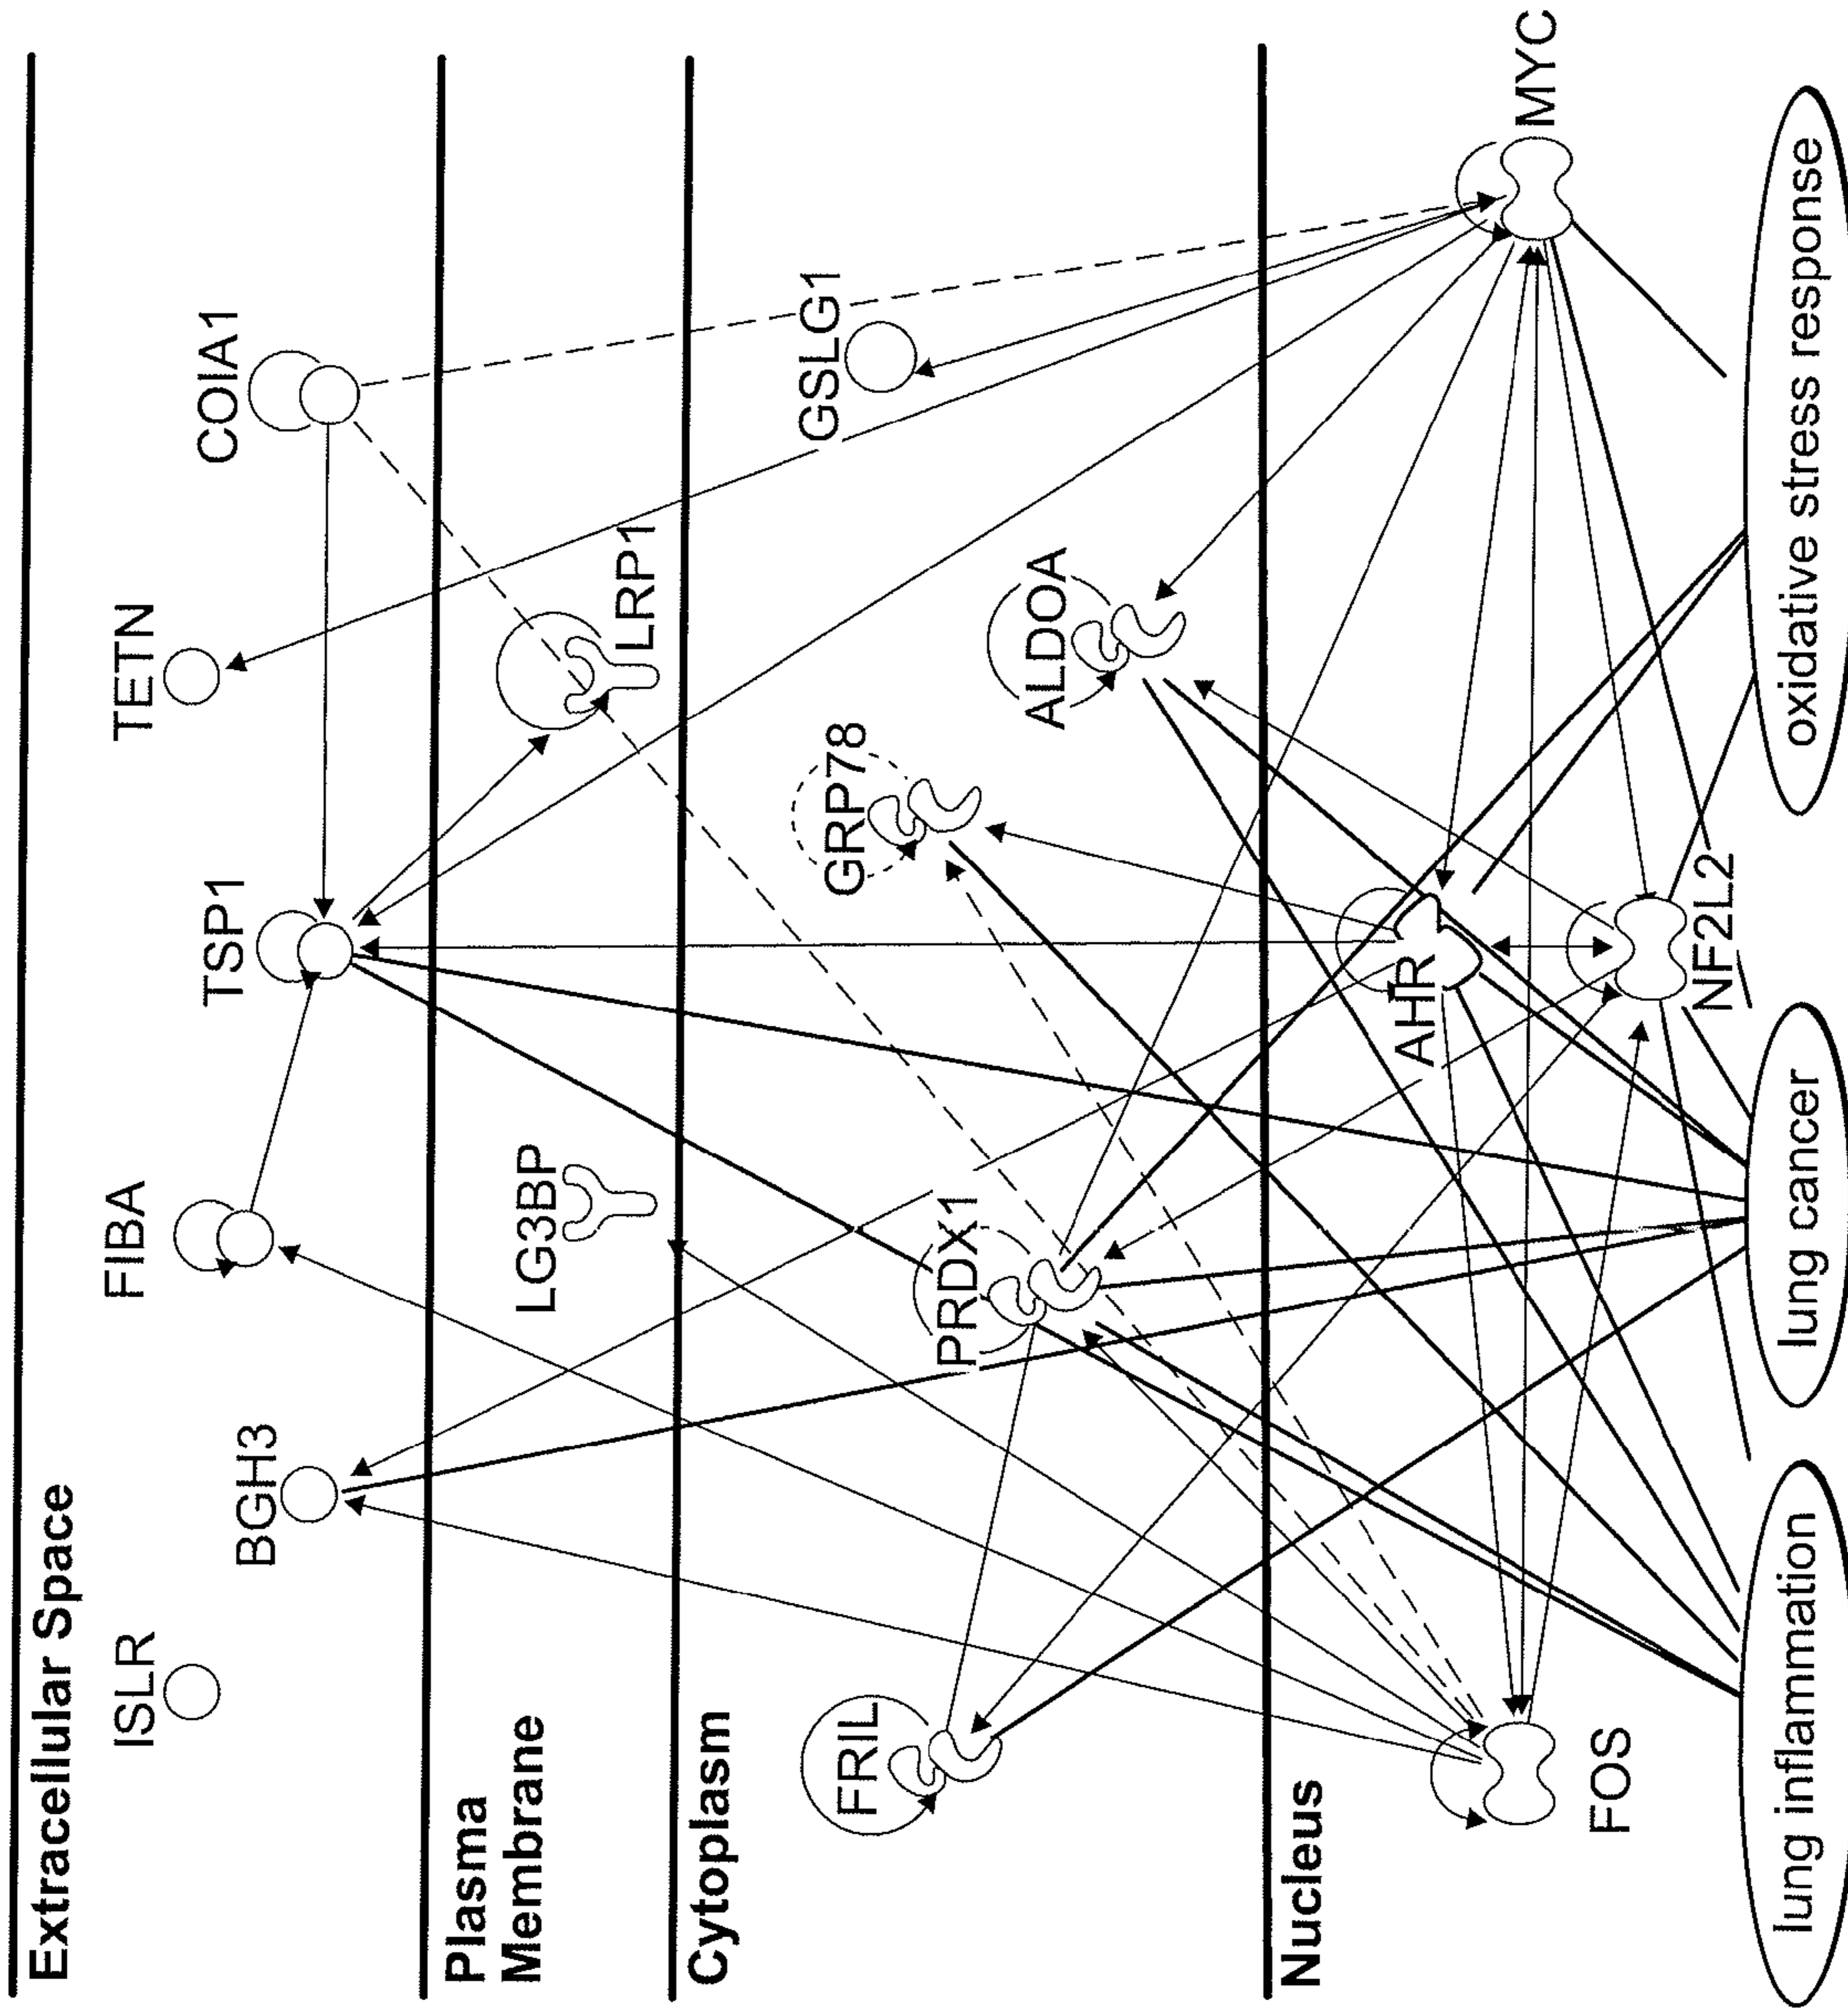 Extracellular Space
ISLR
BGH3
FIBA
TSP1
TETN
COIA1
Plasma
Membrane
LG3BP
LRP1
Cytoplasm
FRIL
PRDX1
GRP78
ALDOA
GSLG1
Nucleus
FOS
AHR
NF2L2
MYC
lung inflammation
lung cancer
oxidative stress response